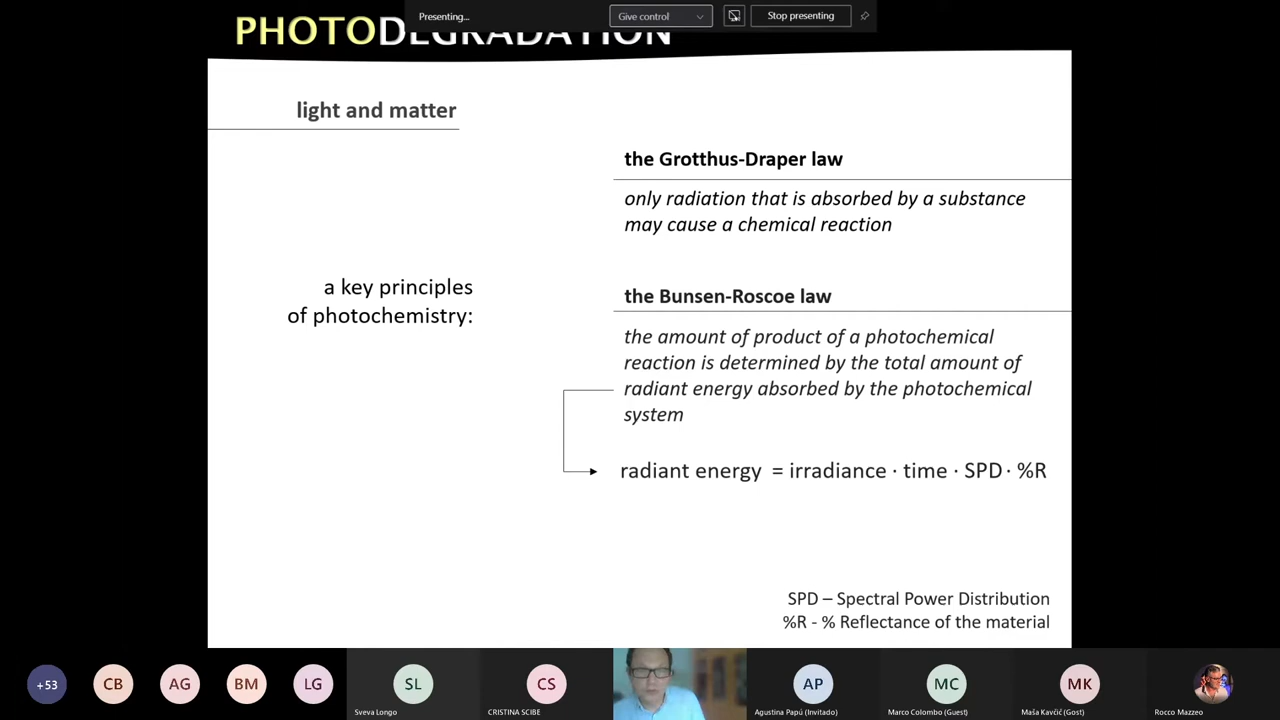 Presenting...
Give control
Stop presenting
PHOTODEGRADATION
light and matter
the Grotthus-Draper law
only radiation that is absorbed by a substance
may cause a chemical reaction
a key principles
of photochemistry:
the Bunsen-Roscoe law
the amount of product of a photochemical
reaction is determined by the total amount of
radiant energy absorbed by the photochemical
system
radiant energy = irradiance · time · SPD · %R
SPD – Spectral Power Distribution
%R - % Reflectance of the material
+53
CB
AG
BM
LG
SL
Sveva Longo
CS
CRISTINA SCIBE
AP
Agustina Papú (Invitado)
MC
Marco Colombo (Guest)
MK
Maša Kavčič (Gost)
Rocco Mazzeo